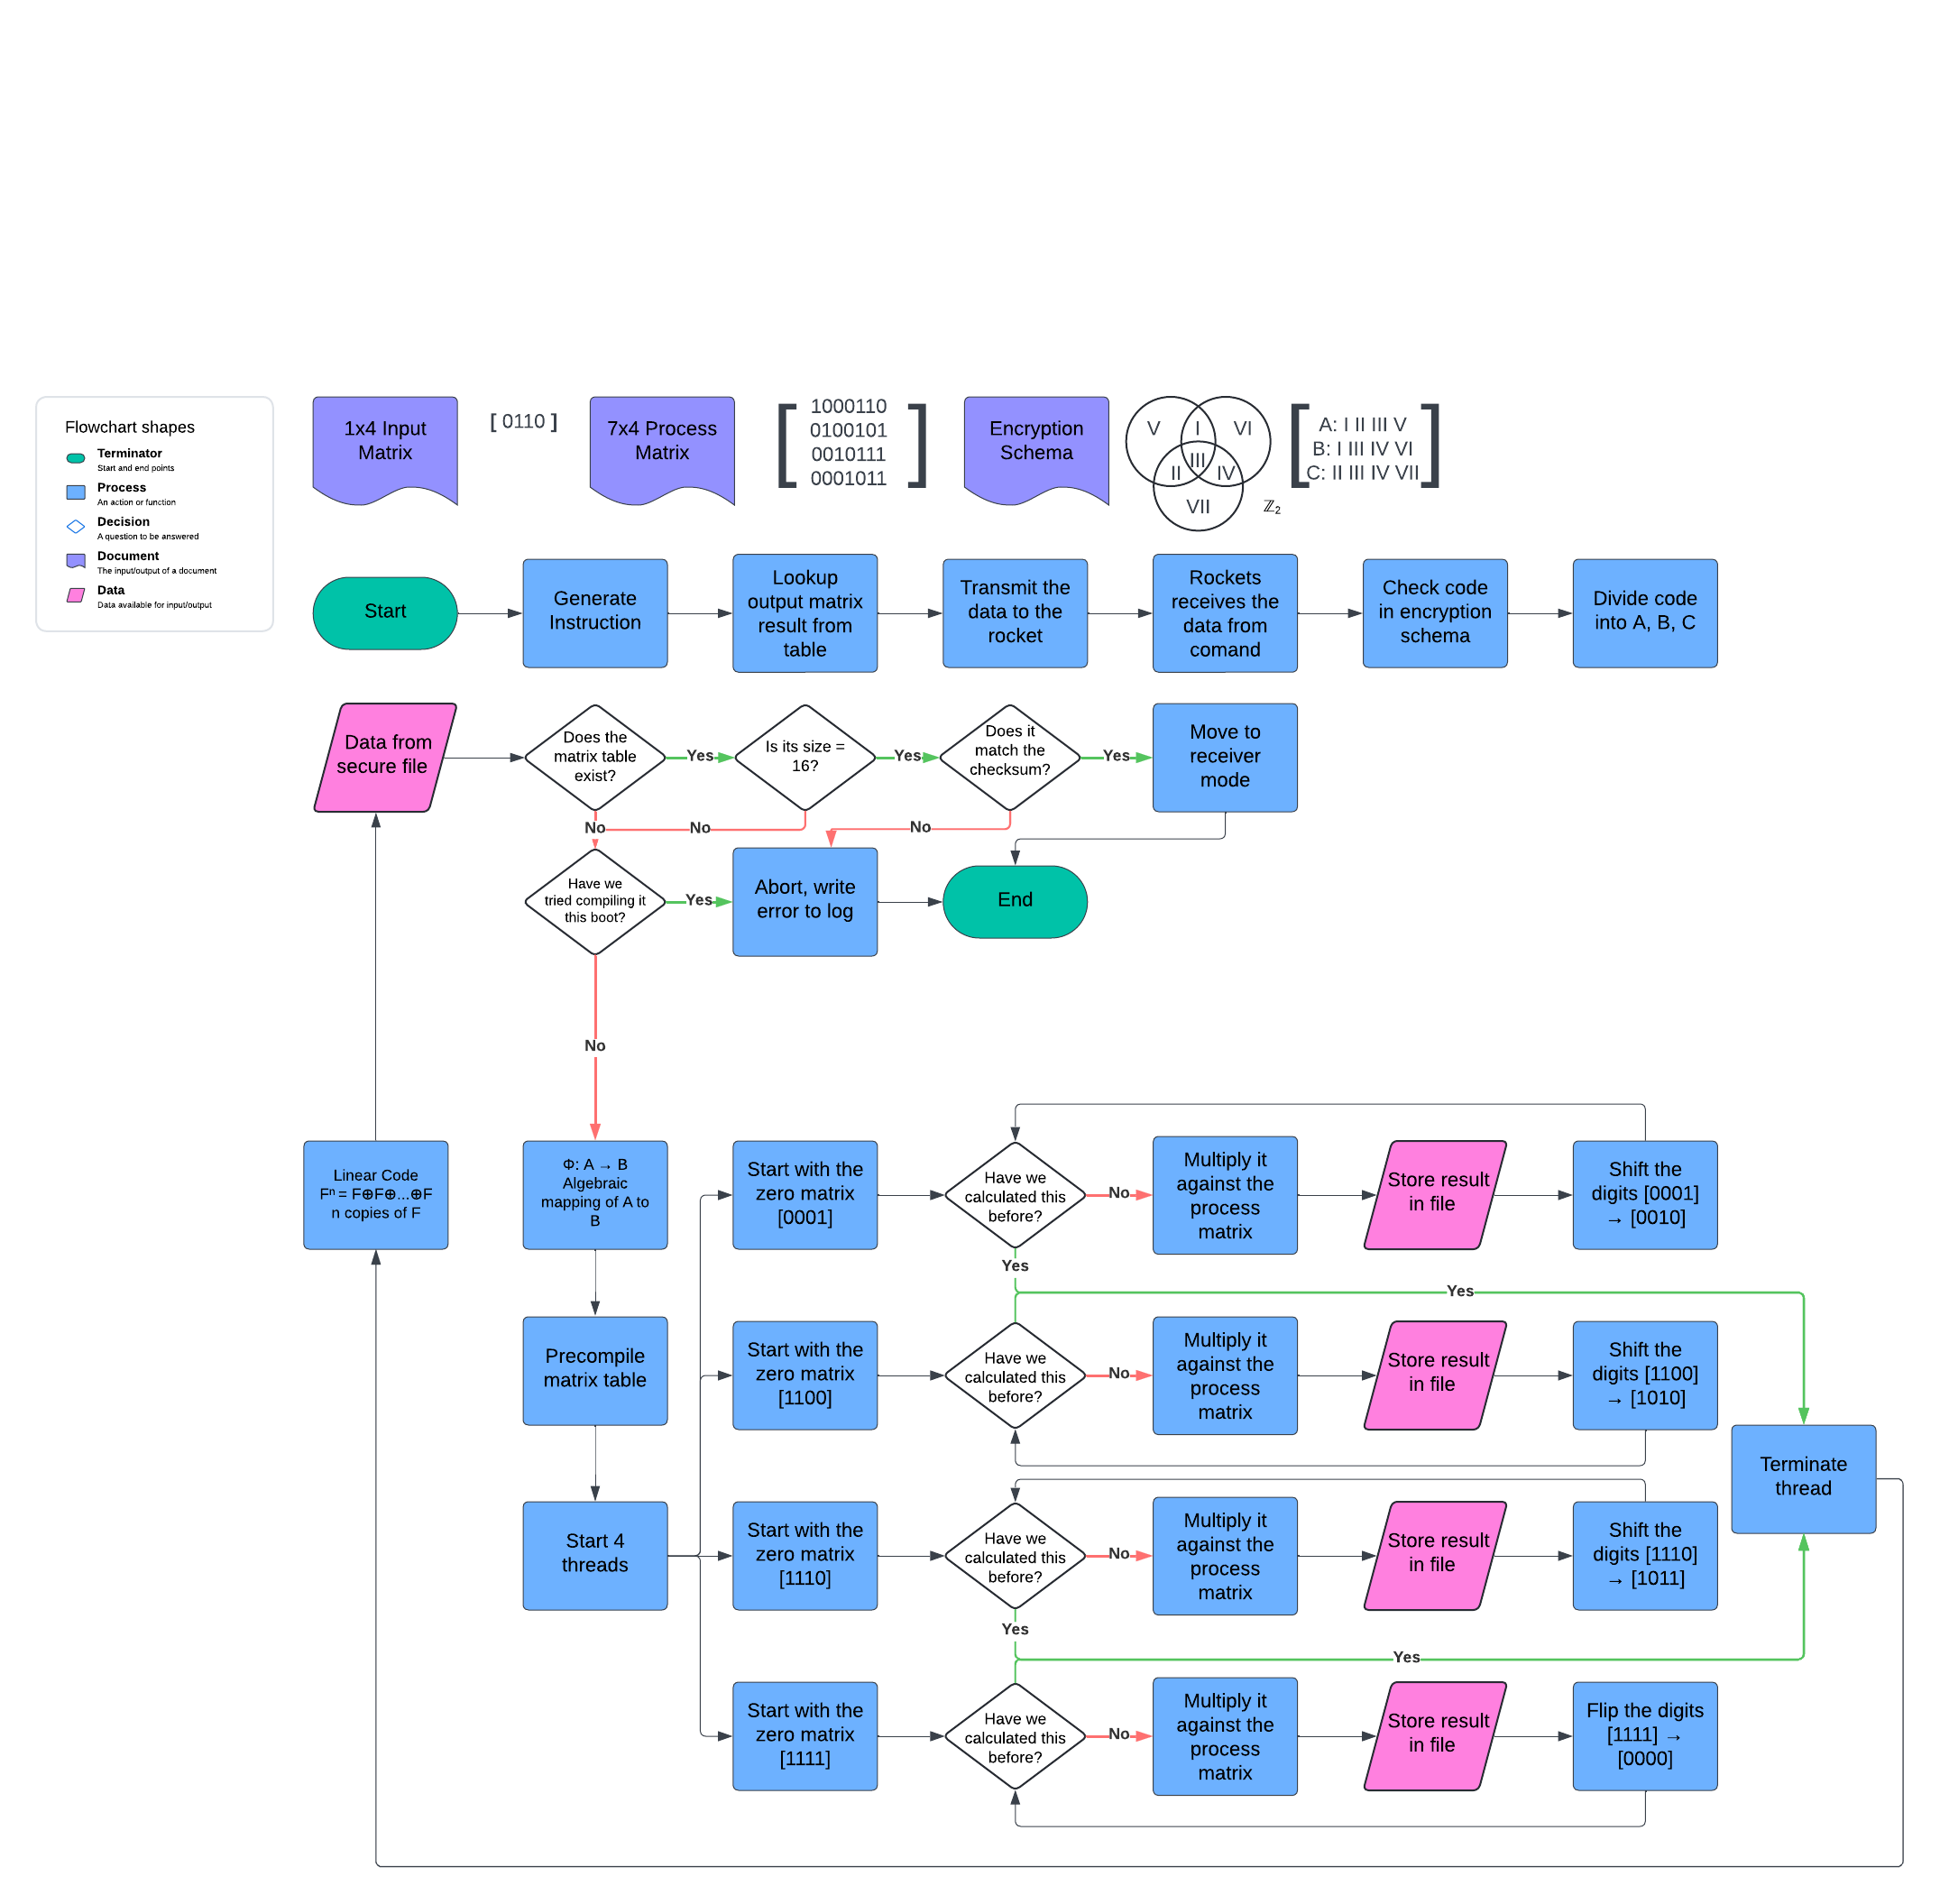 Flowchart shapes
Terminator
Start and end points
Process
An action or function
Decision
A question to be answered
Document
The input/output of a document
Data
Data available for input/output
1x4 Input
Matrix
[ 0110 ]
7x4 Process
Matrix
1000110
0100101
0010111
0001011
Encryption
Schema
V
I
VI
III
II
IV
VII
ℤ₂
A: I II III V
B: I III IV VI
C: II III IV VII
Start
Generate
Instruction
Lookup
output matrix
result from
table
Transmit the
data to the
rocket
Rockets
receives the
data from
comand
Check code
in encryption
schema
Divide code
into A, B, C
Data from
secure file
Does the
matrix table
exist?
Yes
Is its size =
16?
Yes
Does it
match the
checksum?
Yes
Move to
receiver
mode
No
No
No
Have we
tried compiling it
this boot?
Yes
Abort, write
error to log
End
No
Linear Code
Fⁿ = F⊕F⊕...⊕F
n copies of F
Φ: A → B
Algebraic
mapping of A to
B
Start with the
zero matrix
[0001]
Have we
calculated this
before?
No
Multiply it
against the
process
matrix
Store result
in file
Shift the
digits [0001]
→ [0010]
Yes
Yes
Precompile
matrix table
Start with the
zero matrix
[1100]
Have we
calculated this
before?
No
Multiply it
against the
process
matrix
Store result
in file
Shift the
digits [1100]
→ [1010]
Terminate
thread
Start 4
threads
Start with the
zero matrix
[1110]
Have we
calculated this
before?
No
Multiply it
against the
process
matrix
Store result
in file
Shift the
digits [1110]
→ [1011]
Yes
Yes
Start with the
zero matrix
[1111]
Have we
calculated this
before?
No
Multiply it
against the
process
matrix
Store result
in file
Flip the digits
[1111] →
[0000]